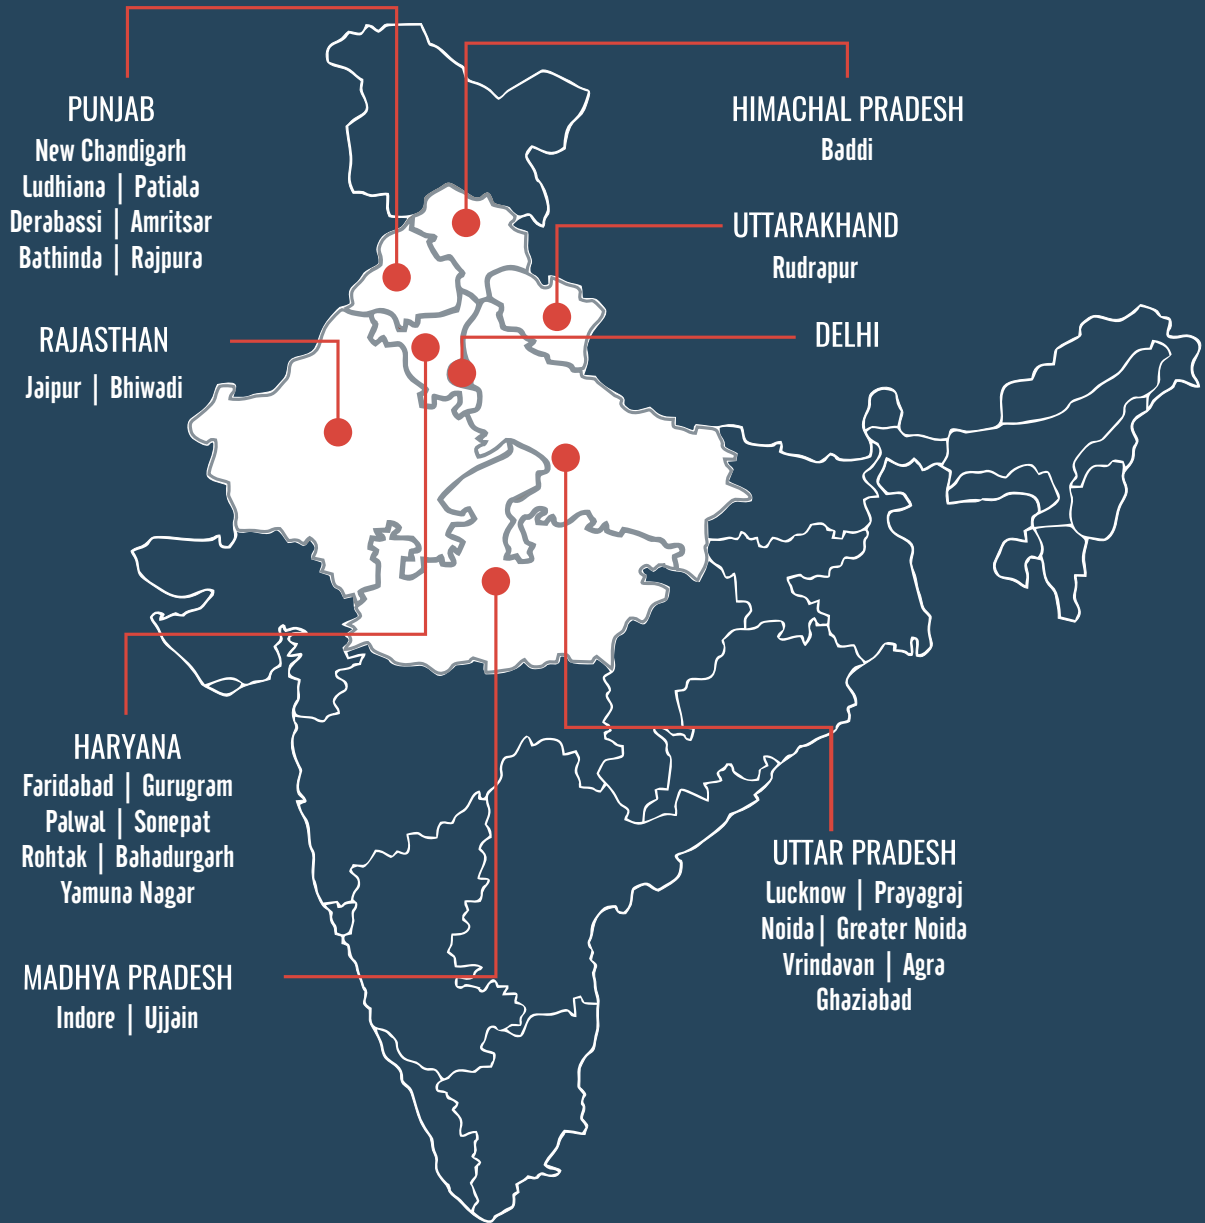 PUNJAB
New Chandigarh
Ludhiana | Patiala
Derabassi | Amritsar
Bathinda | Rajpura
HIMACHAL PRADESH
Baddi
UTTARAKHAND
Rudrapur
RAJASTHAN
Jaipur | Bhiwadi
DELHI
HARYANA
Faridabad | Gurugram
Palwal | Sonepat
Rohtak | Bahadurgarh
Yamuna Nagar
UTTAR PRADESH
Lucknow | Prayagraj
Noida| Greater Noida
Vrindavan | Agra
Ghaziabad
MADHYA PRADESH
Indore | Ujjain